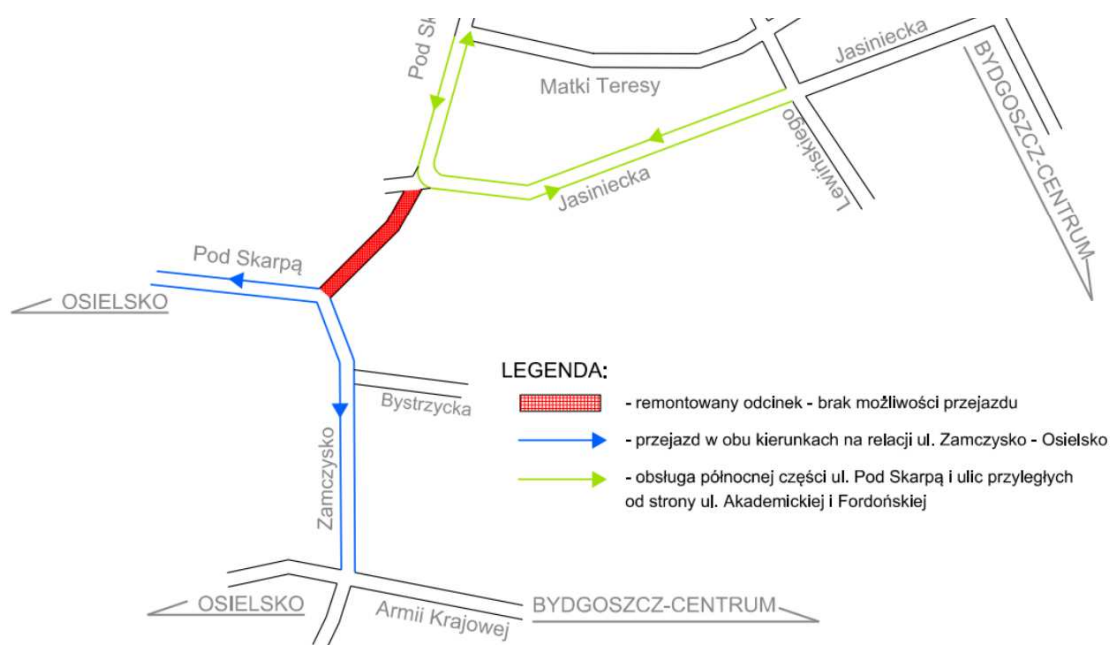 Pod Sk
Matki Teresy
Jasiniecka
BYDGOSZCZ-CENTRUM
Lewińskiego
Jasiniecka
Pod Skarpą
OSIELSKO
Bystrzycka
Zamczysko
LEGENDA:
- remontowany odcinek - brak możliwości przejazdu
- przejazd w obu kierunkach na relacji ul. Zamczysko - Osielsko
- obsługa północnej części ul. Pod Skarpą i ulic przyległych
od strony ul. Akademickiej i Fordońskiej
OSIELSKO
Armii Krajowej
BYDGOSZCZ-CENTRUM